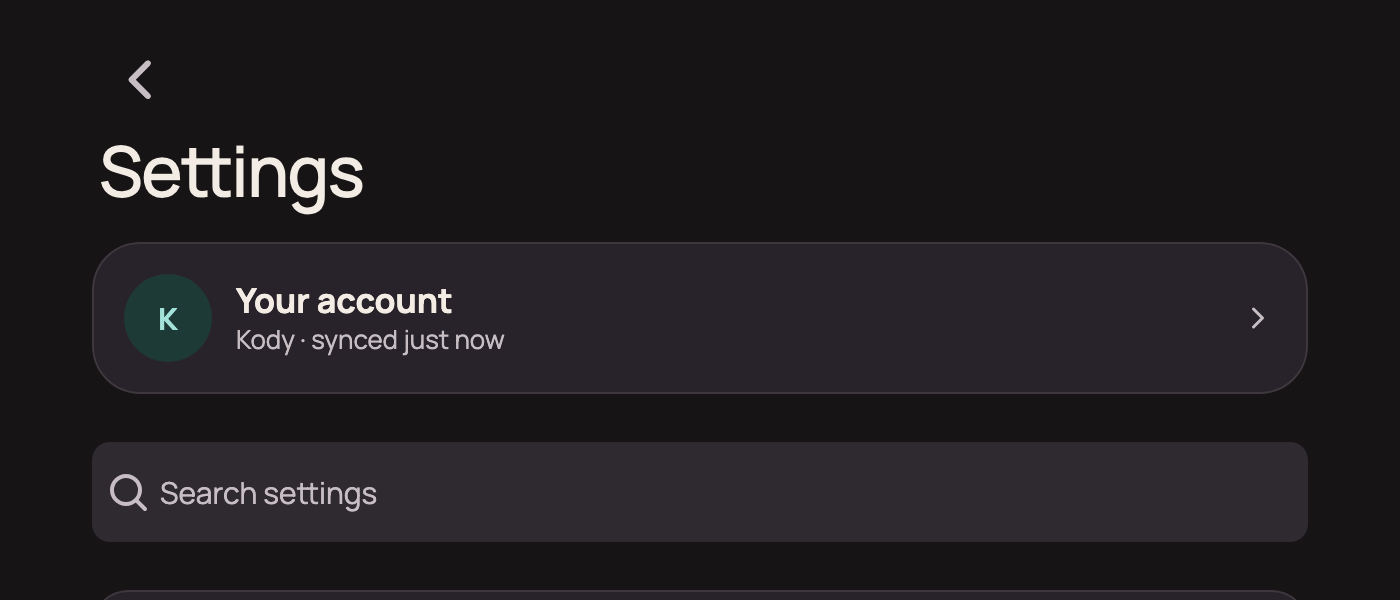 Settings
K
Your account
Kody · synced just now
Search settings